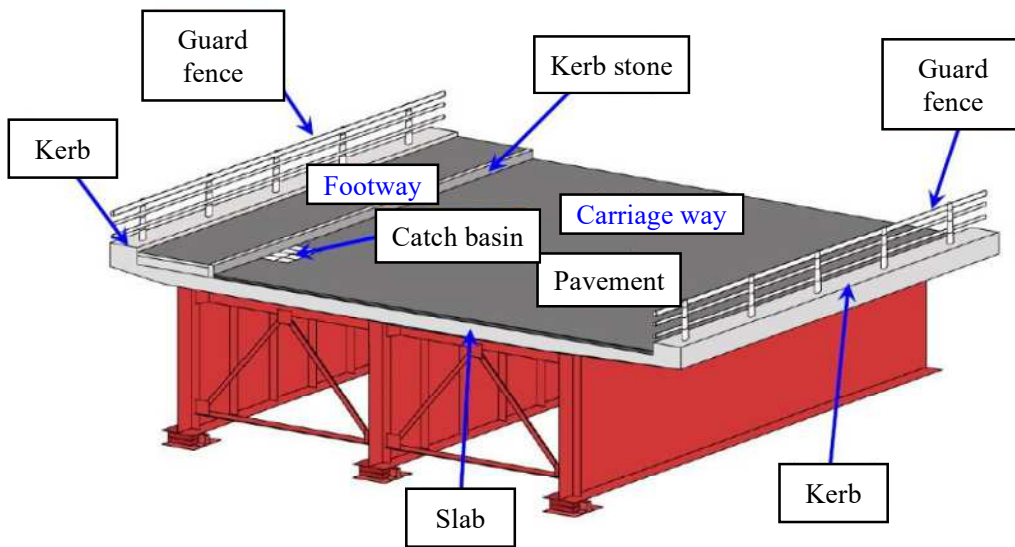 Guard
fence
Kerb stone
Guard
fence
Kerb
Footway
Carriage way
Catch basin
Pavement
Kerb
Slab